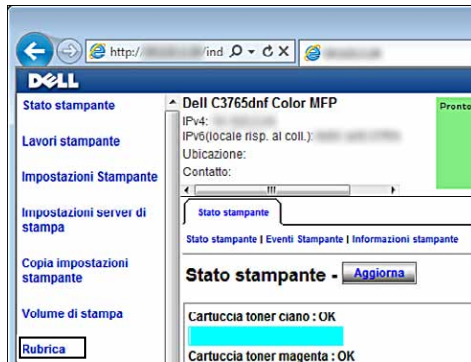 http://
/ind
DELL
Stato stampante
Lavori stampante
Impostazioni Stampante
Impostazioni server di
stampa
Copia impostazioni
stampante
Volume di stampa
Rubrica
Dell C3765dnf Color MFP
IPv4:
IPv6(locale risp. al coll.):
Ubicazione:
Contatto:
Pronto
Stato stampante
Stato stampante | Eventi Stampante | Informazioni stampante
Stato stampante - Aggiorna
Cartuccia toner ciano : OK
Cartuccia toner magenta : OK